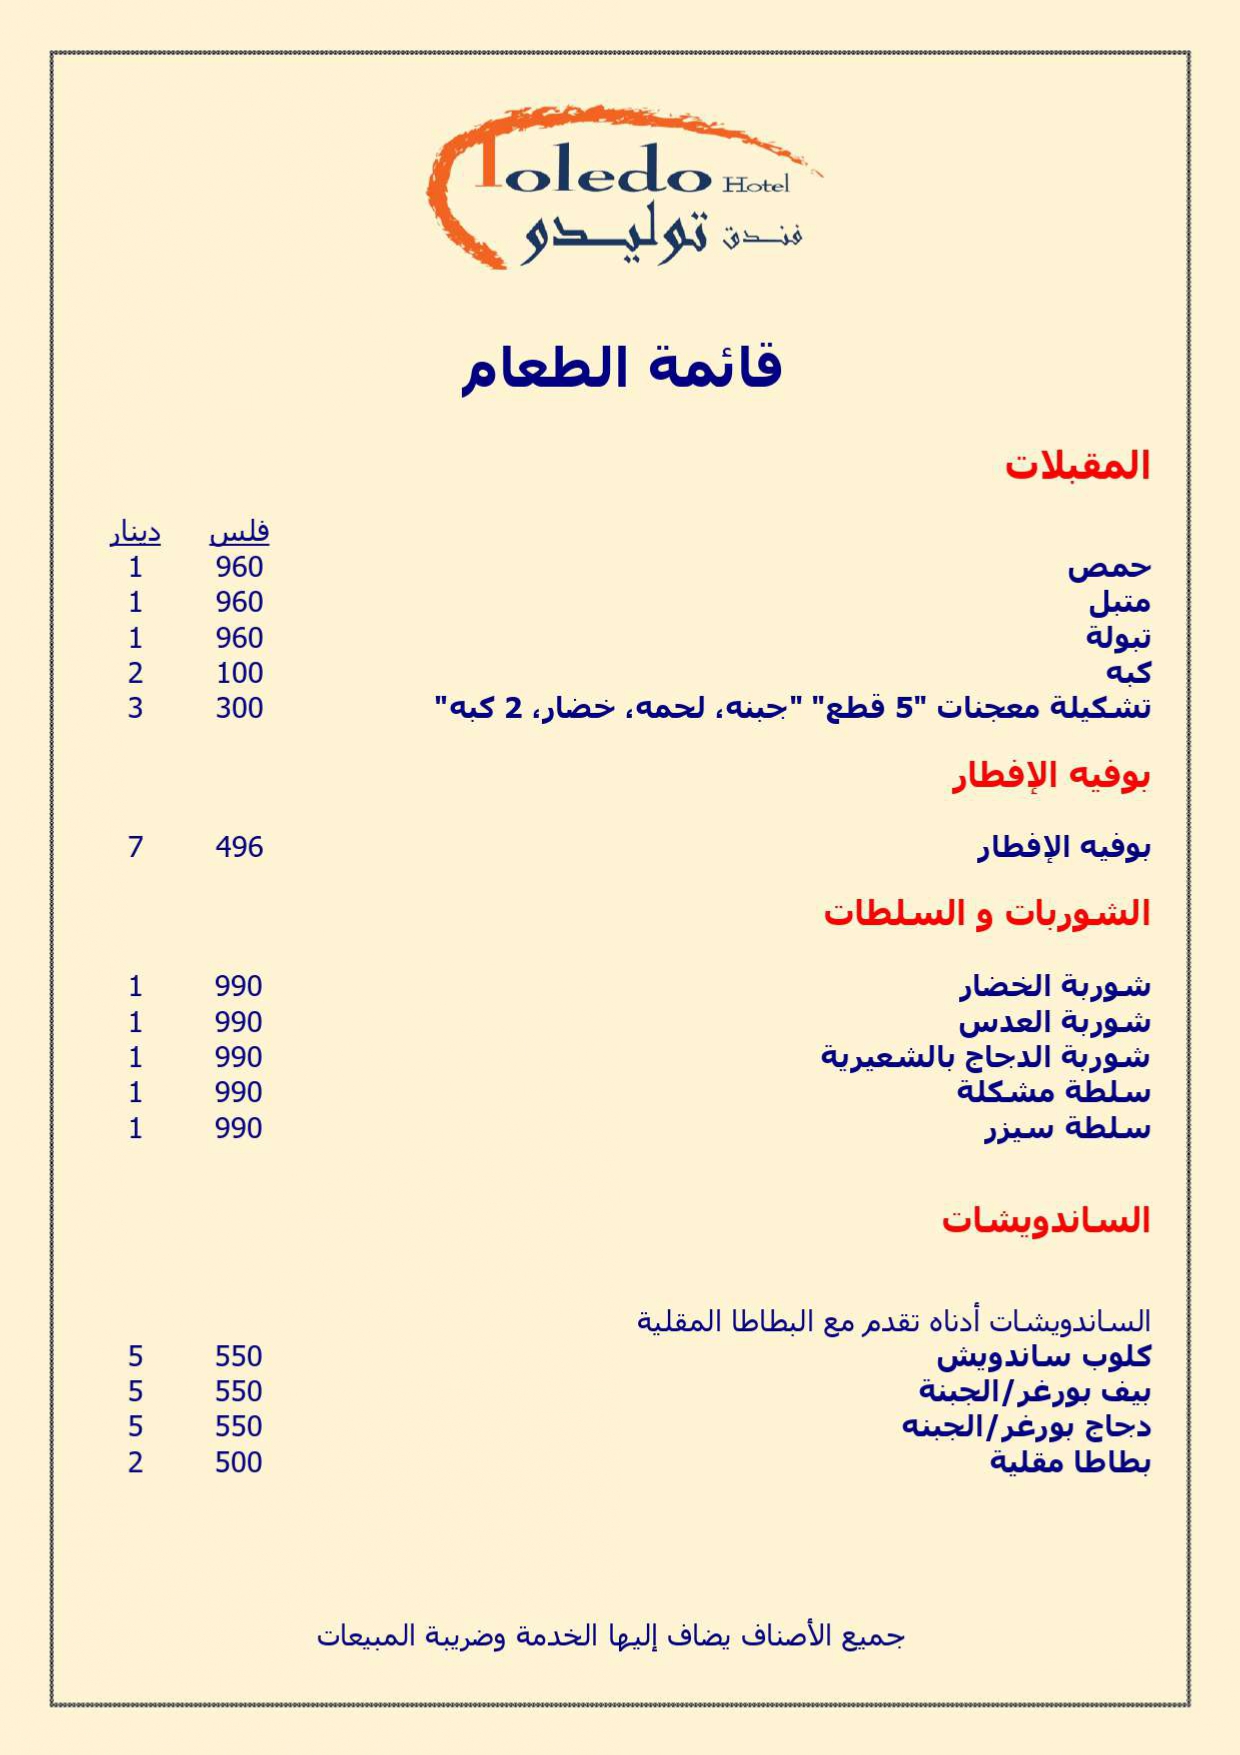 Toledo Hotel
فندق توليدو
قائمة الطعام
المقبلات
فلس دينار
حمص 960 1
متبل 960 1
تبولة 960 1
كبه 100 2
تشكيلة معجنات "5 قطع" "جبنه، لحمه، خضار، 2 كبه" 300 3
بوفيه الإفطار
بوفيه الإفطار 496 7
الشوربات و السلطات
شوربة الخضار 990 1
شوربة العدس 990 1
شوربة الدجاج بالشعيرية 990 1
سلطة مشكلة 990 1
سلطة سيزر 990 1
الساندويشات
الساندويشات أدناه تقدم مع البطاطا المقلية
كلوب ساندويش 550 5
بيف بورغر/الجبنة 550 5
دجاج بورغر/الجبنه 550 5
بطاطا مقلية 500 2
جميع الأصناف يضاف إليها الخدمة وضريبة المبيعات